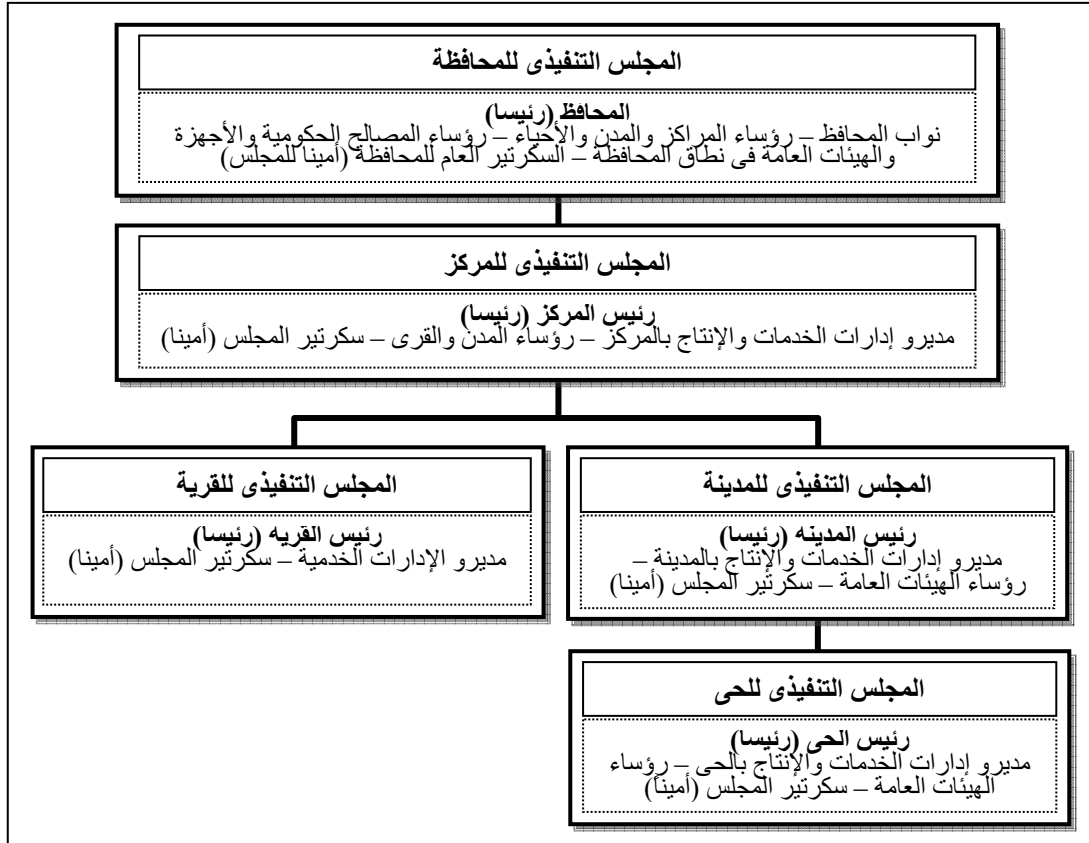 المجلس التنفيذى للمحافظة
المحافظ (رئيسا)
نواب المحافظ – رؤساء المراكز والمدن والأحياء – رؤساء المصالح الحكومية والأجهزة
والهيئات العامة فى نطاق المحافظة – السكرتير العام للمحافظة (أمينا للمجلس)
المجلس التنفيذى للمركز
رئيس المركز (رئيسا)
مديرو إدارات الخدمات والإنتاج بالمركز – رؤساء المدن والقرى – سكرتير المجلس (أمينا)
المجلس التنفيذى للمدينة
رئيس المدينه (رئيسا)
مديرو إدارات الخدمات والإنتاج بالمدينة –
رؤساء الهيئات العامة – سكرتير المجلس (أمينا)
المجلس التنفيذى للقرية
رئيس القريه (رئيسا)
مديرو الإدارات الخدمية – سكرتير المجلس (أمينا)
المجلس التنفيذى للحى
رئيس الحى (رئيسا)
مديرو إدارات الخدمات والإنتاج بالحى – رؤساء
الهيئات العامة – سكرتير المجلس (أمينا)